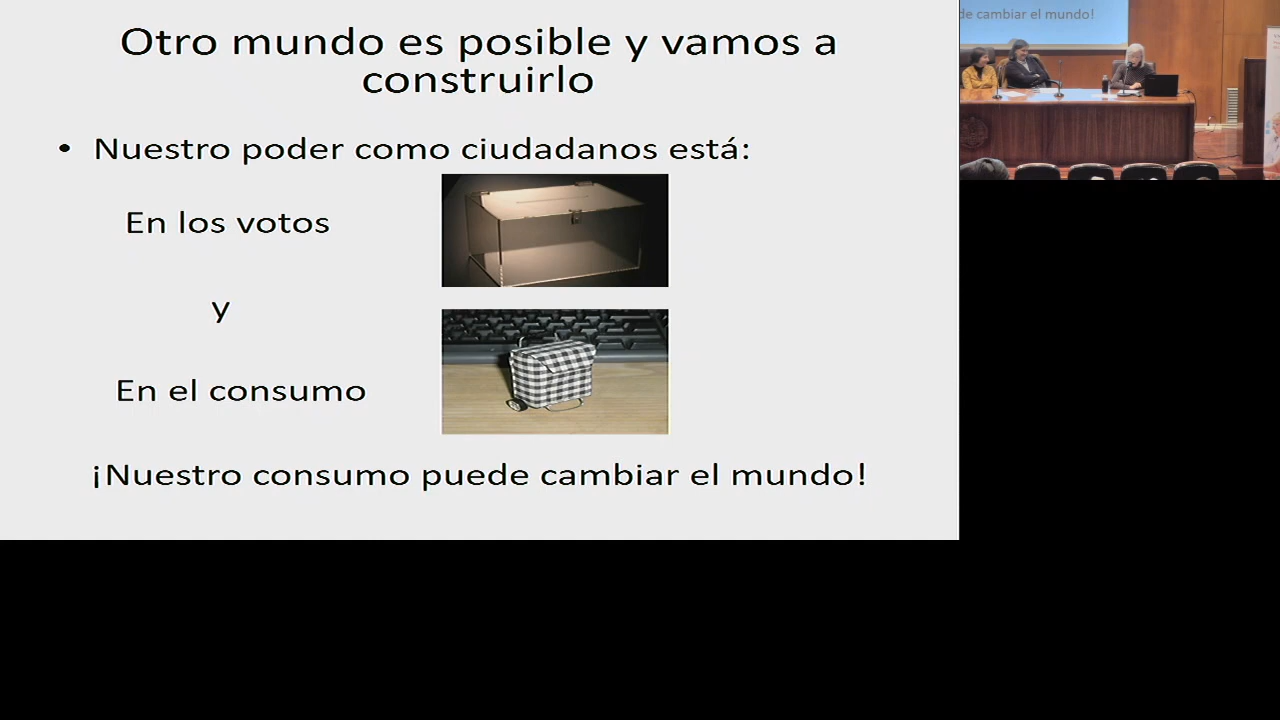 Otro mundo es posible y vamos a
construirlo
• Nuestro poder como ciudadanos está:
En los votos
y
En el consumo
¡Nuestro consumo puede cambiar el mundo!
de cambiar el mundo!